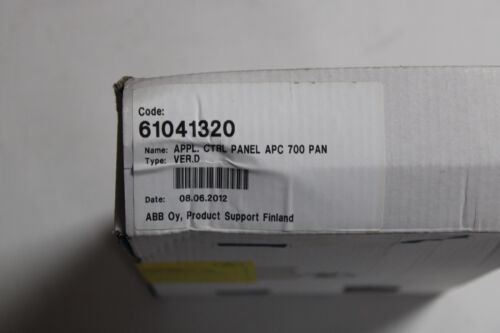 Code:
61041320
Name: APPL. CTRL PANEL APC 700 PAN
Type: VER.D
Date: 08.06.2012
ABB Oy, Product Support Finland